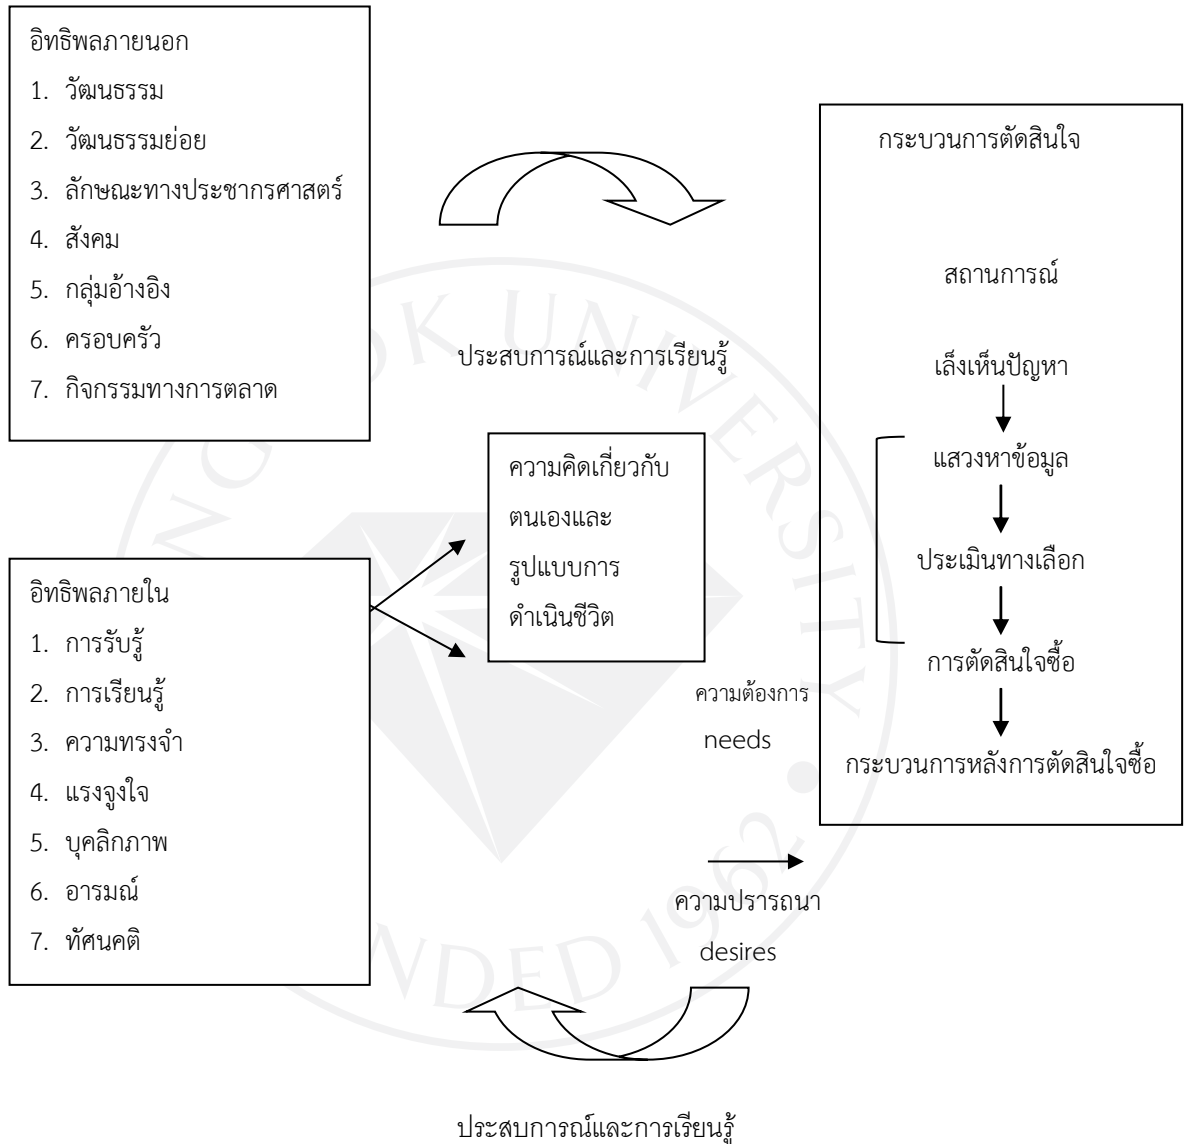 อิทธิพลภายนอก
1. วัฒนธรรม
2. วัฒนธรรมย่อย
3. ลักษณะทางประชากรศาสตร์
4. สังคม
5. กลุ่มอ้างอิง
6. ครอบครัว
7. กิจกรรมทางการตลาด
ประสบการณ์และการเรียนรู้
ความคิดเกี่ยวกับ
ตนเองและ
รูปแบบการ
ดำเนินชีวิต
อิทธิพลภายใน
1. การรับรู้
2. การเรียนรู้
3. ความทรงจำ
4. แรงจูงใจ
5. บุคลิกภาพ
6. อารมณ์
7. ทัศนคติ
ความต้องการ
needs
ความปรารถนา
desires
ประสบการณ์และการเรียนรู้
กระบวนการตัดสินใจ
สถานการณ์
เล็งเห็นปัญหา
แสวงหาข้อมูล
ประเมินทางเลือก
การตัดสินใจซื้อ
กระบวนการหลังการตัดสินใจซื้อ
NGKOK UNIVERSITY
NDED 1962